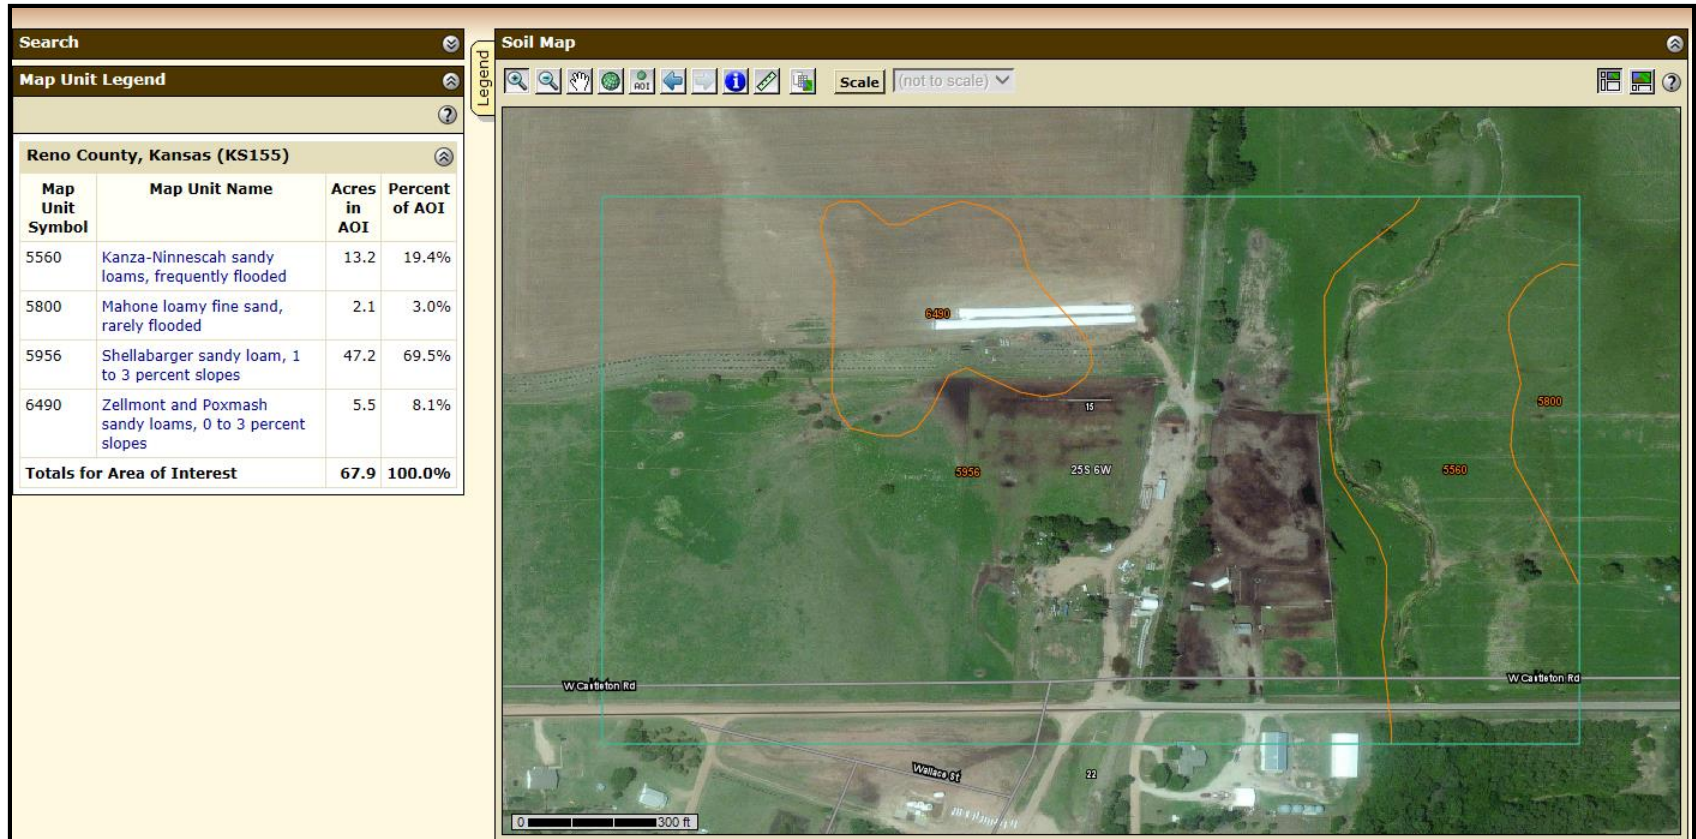 Search
Map Unit Legend
Reno County, Kansas (KS155)
Map Unit Symbol
Map Unit Name
Acres in AOI
Percent of AOI
5560
Kanza-Ninnescah sandy
loams, frequently flooded
13.2
19.4%
5800
Mahone loamy fine sand,
rarely flooded
2.1
3.0%
5956
Shellabarger sandy loam, 1
to 3 percent slopes
47.2
69.5%
6490
Zellmont and Poxmash
sandy loams, 0 to 3 percent
slopes
5.5
8.1%
Totals for Area of Interest
67.9
100.0%
Legend
Soil Map
AOI
Scale
(not to scale)
6490
15
5800
5956
25S 6W
5560
W Castleton Rd
W Castleton Rd
Wallace St
22
0
300 ft